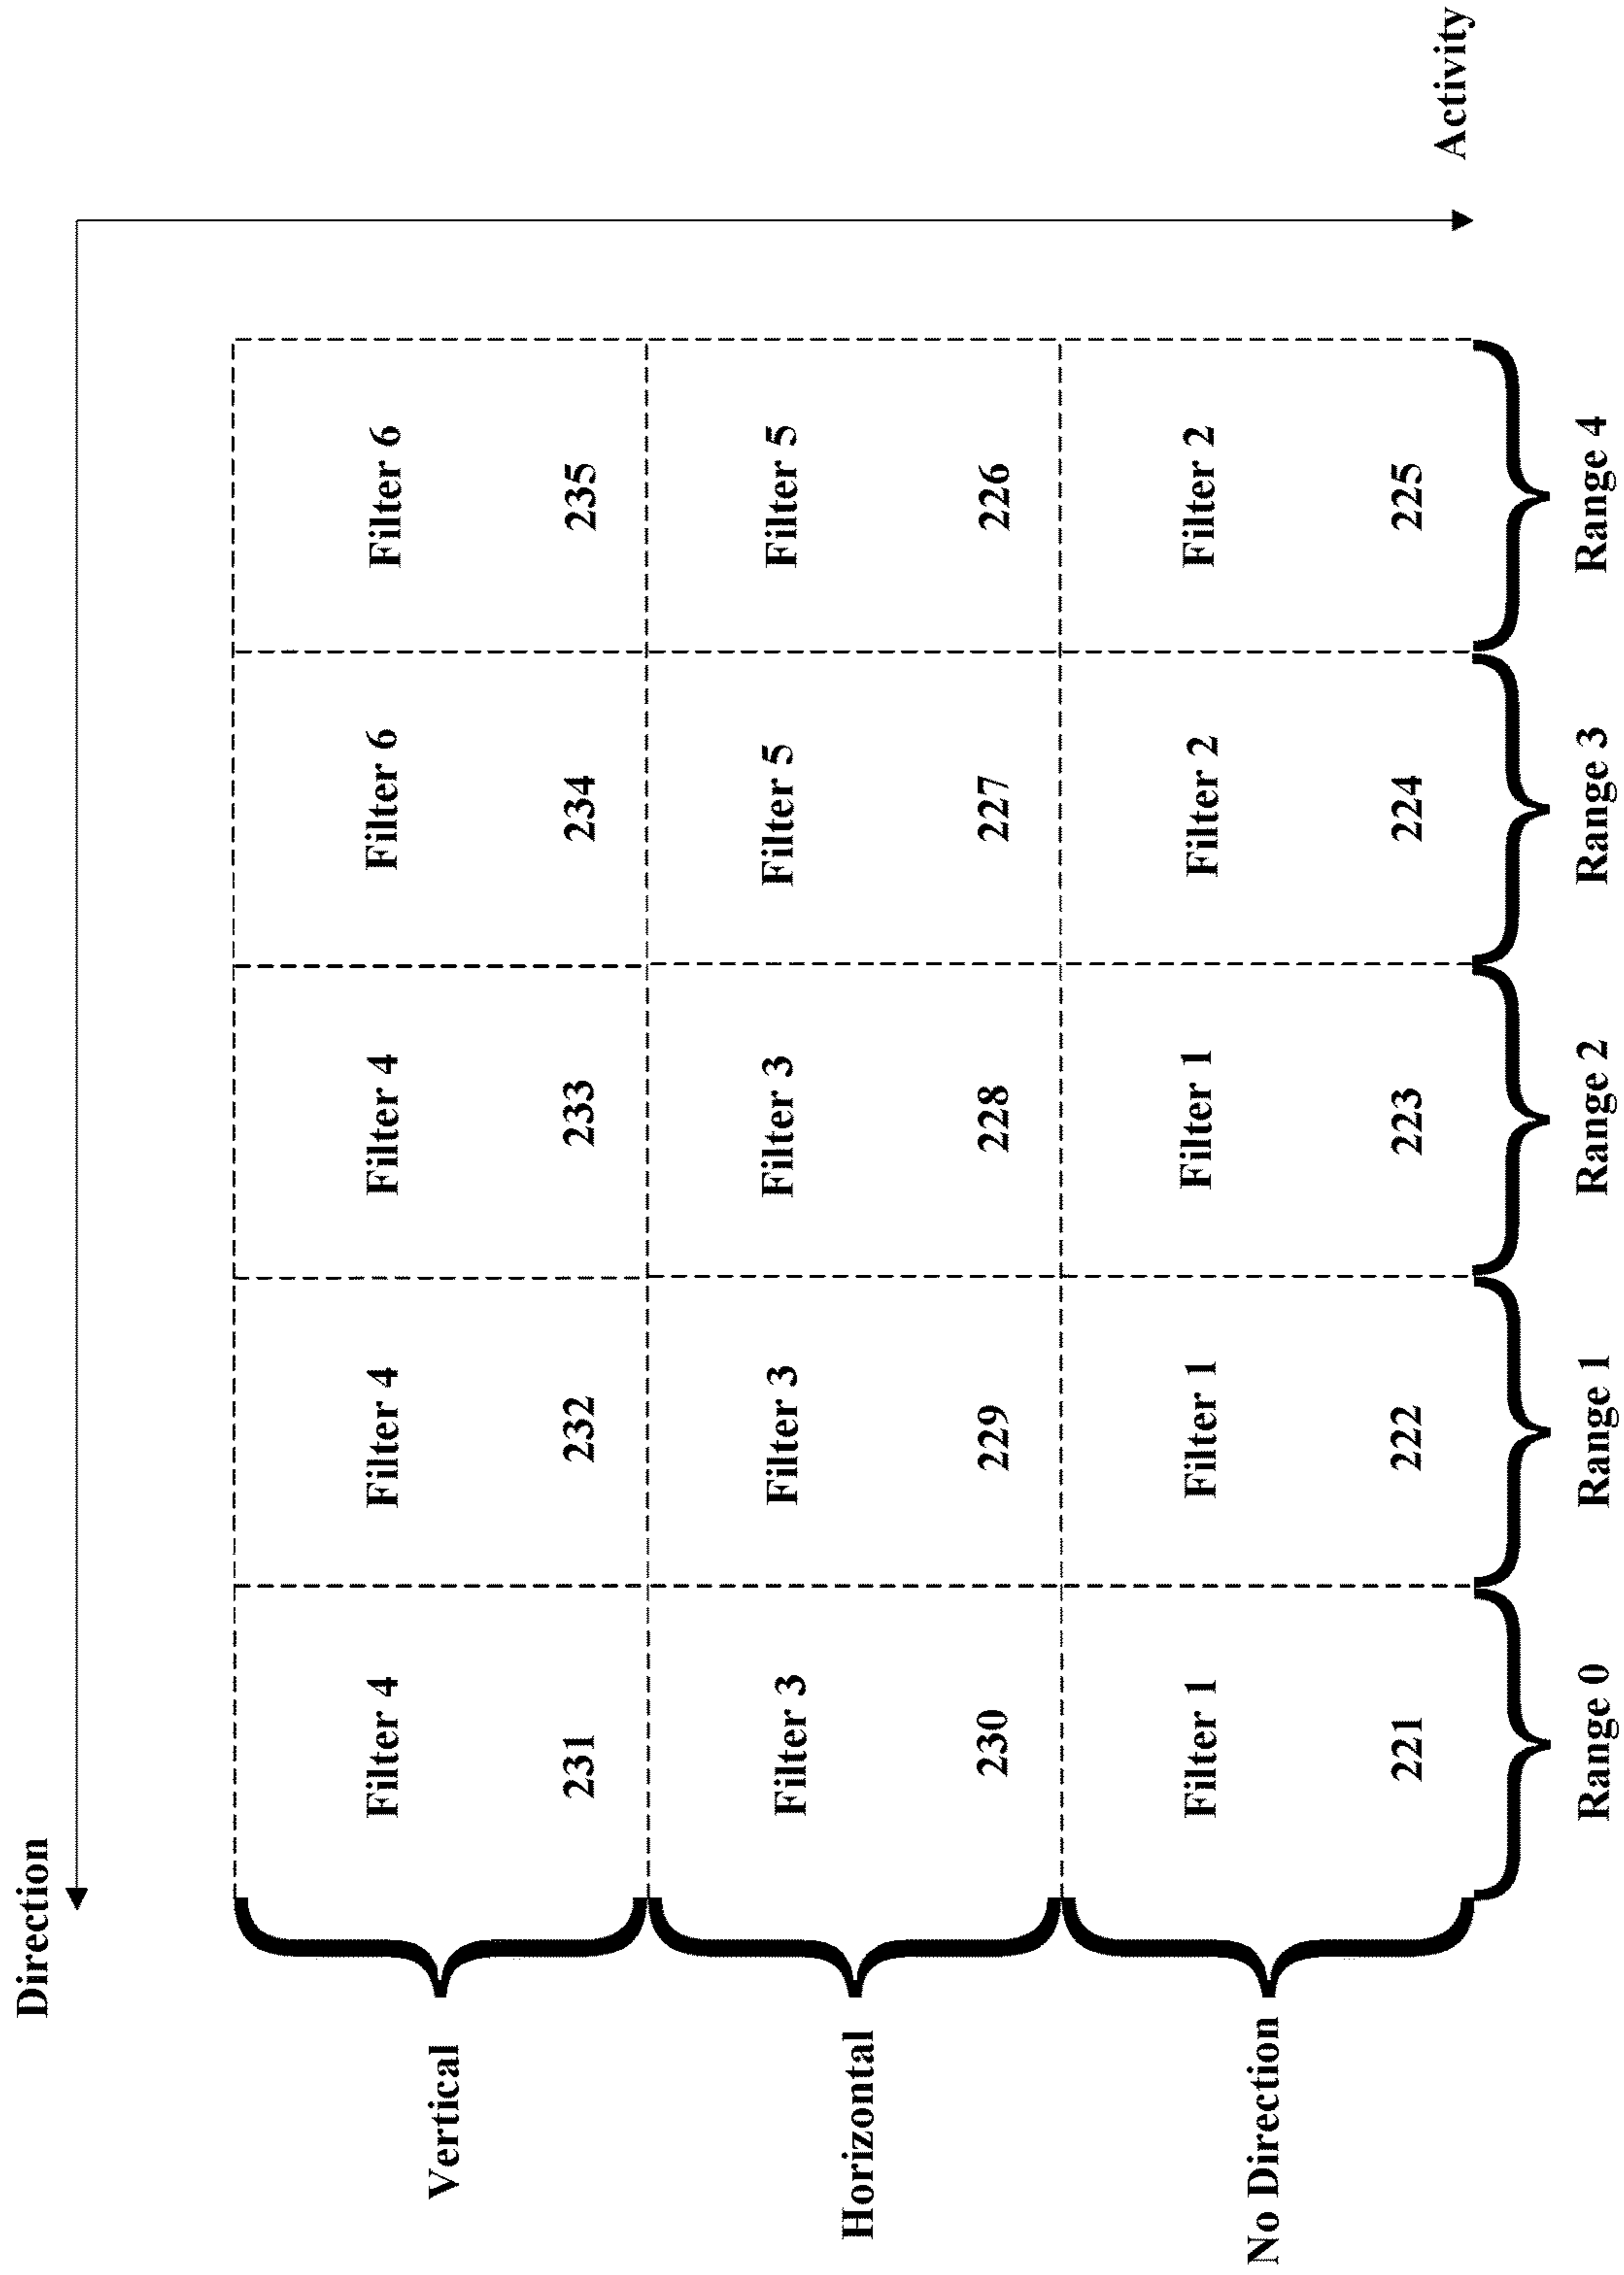 Direction
Filter 4 Filter 4 Filter 4 Filter 6 Filter 6
Vertical
231 232 233 234 235
Filter 3 Filter 3 Filter 3 Filter 5 Filter 5
Horizontal
230 229 228 227 226
Filter 1 Filter 1 Filter 1 Filter 2 Filter 2
No Direction
221 222 223 224 225
Activity
Range 0 Range 1 Range 2 Range 3 Range 4